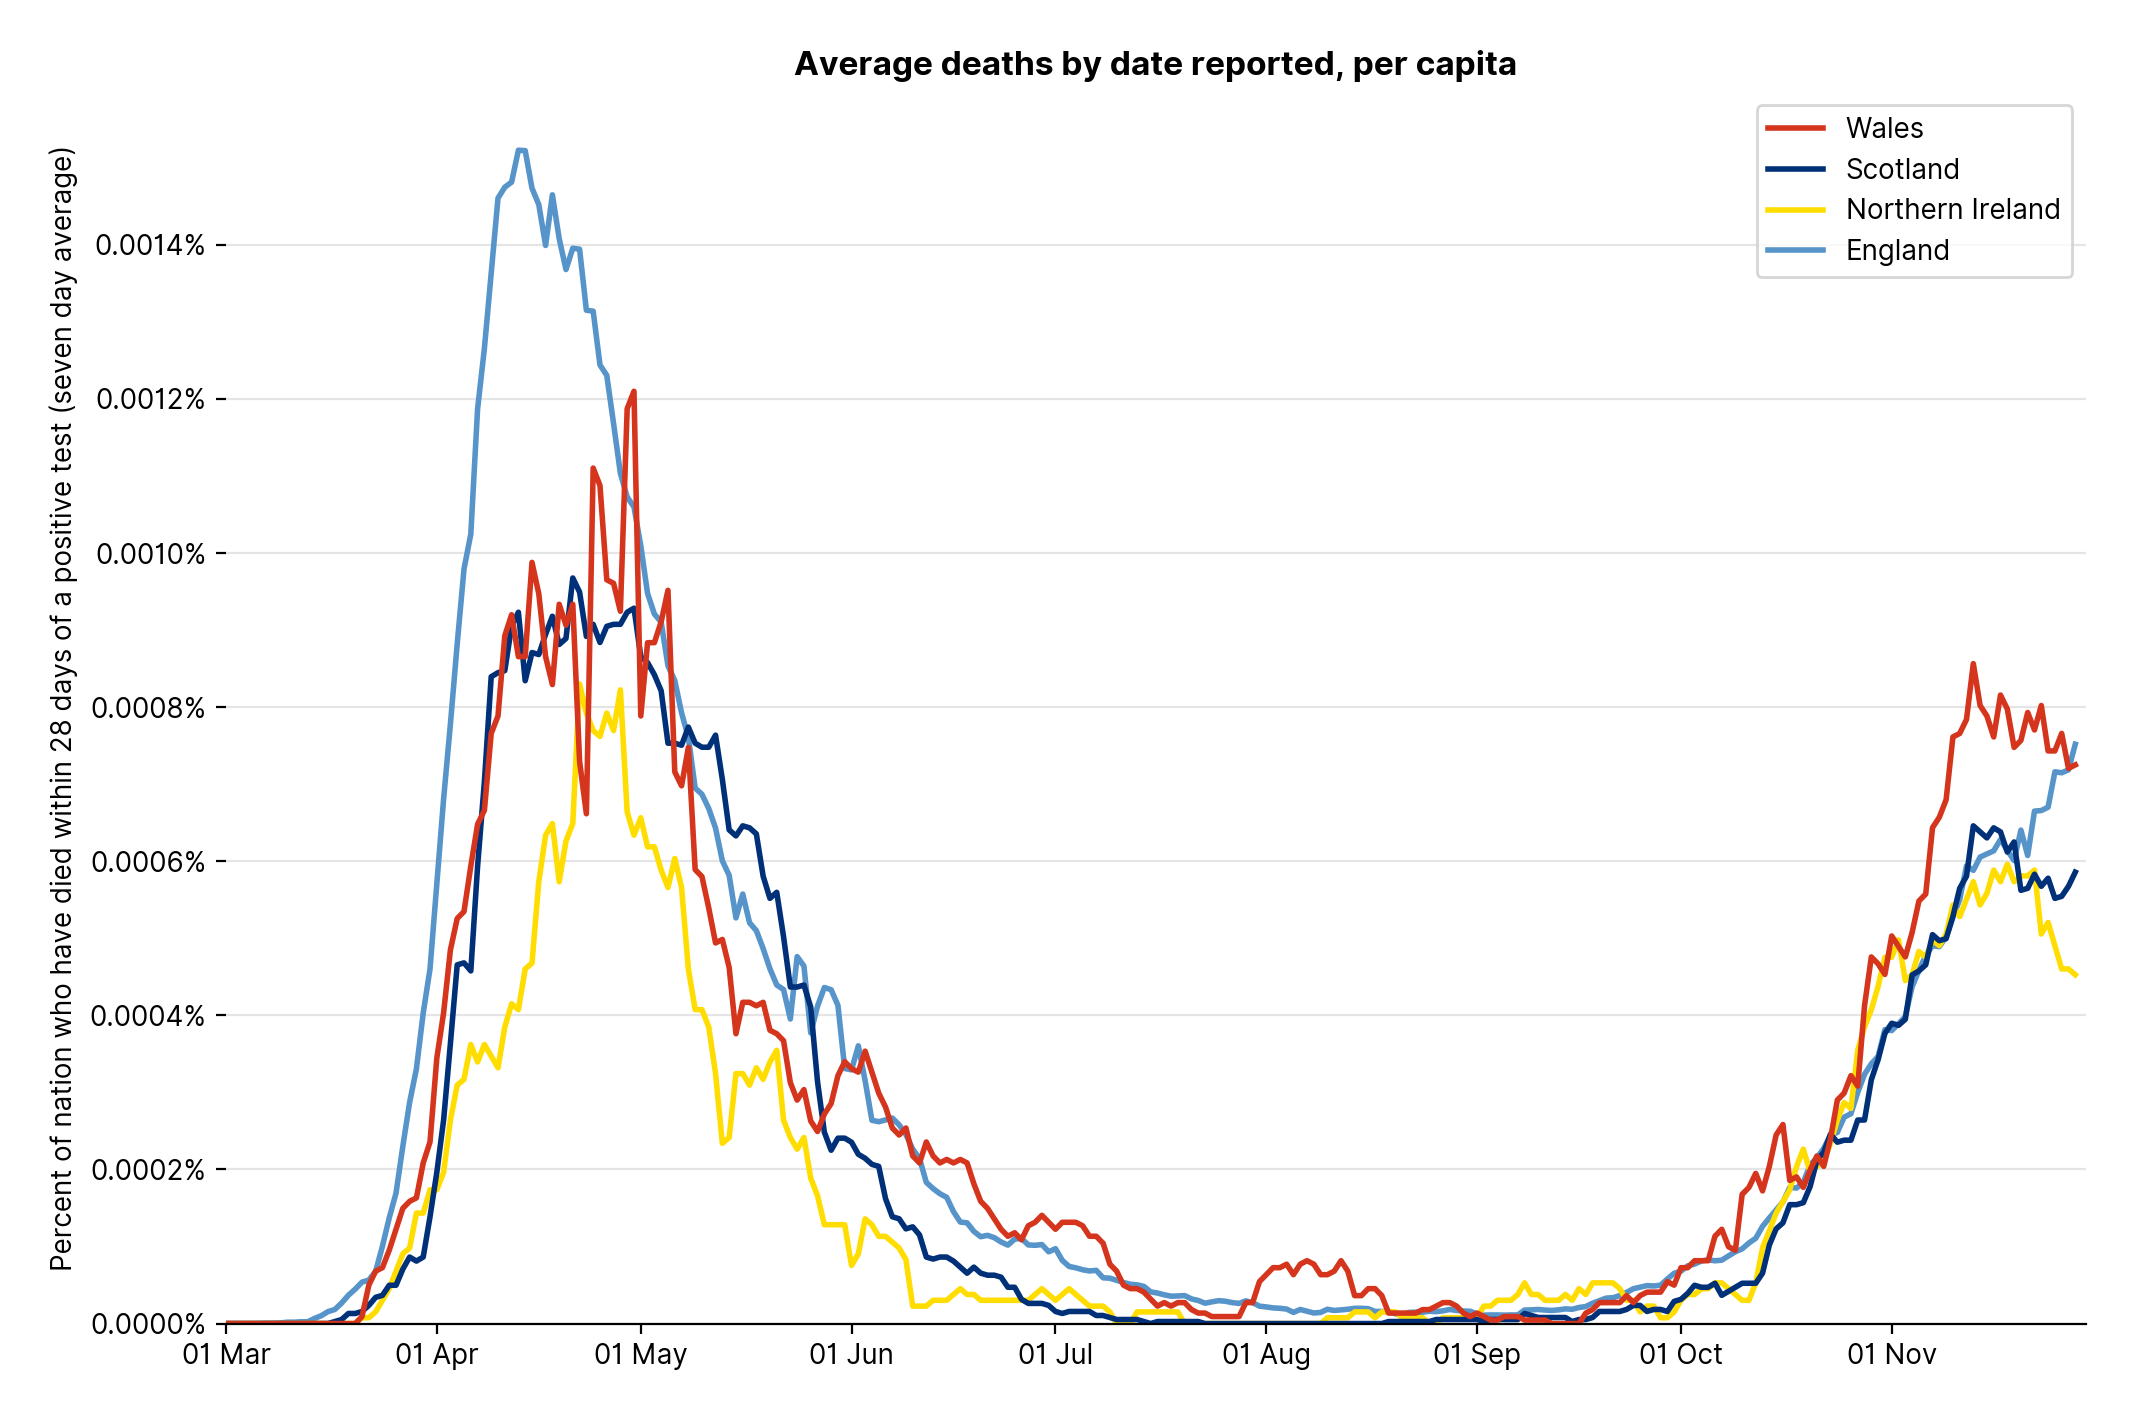 Average deaths by date reported, per capita
Wales
Scotland
Northern Ireland
England
Percent of nation who have died within 28 days of a positive test (seven day average)
0.0014%
0.0012%
0.0010%
0.0008%
0.0006%
0.0004%
0.0002%
0.0000%
01 Mar 01 Apr 01 May 01 Jun 01 Jul 01 Aug 01 Sep 01 Oct 01 Nov